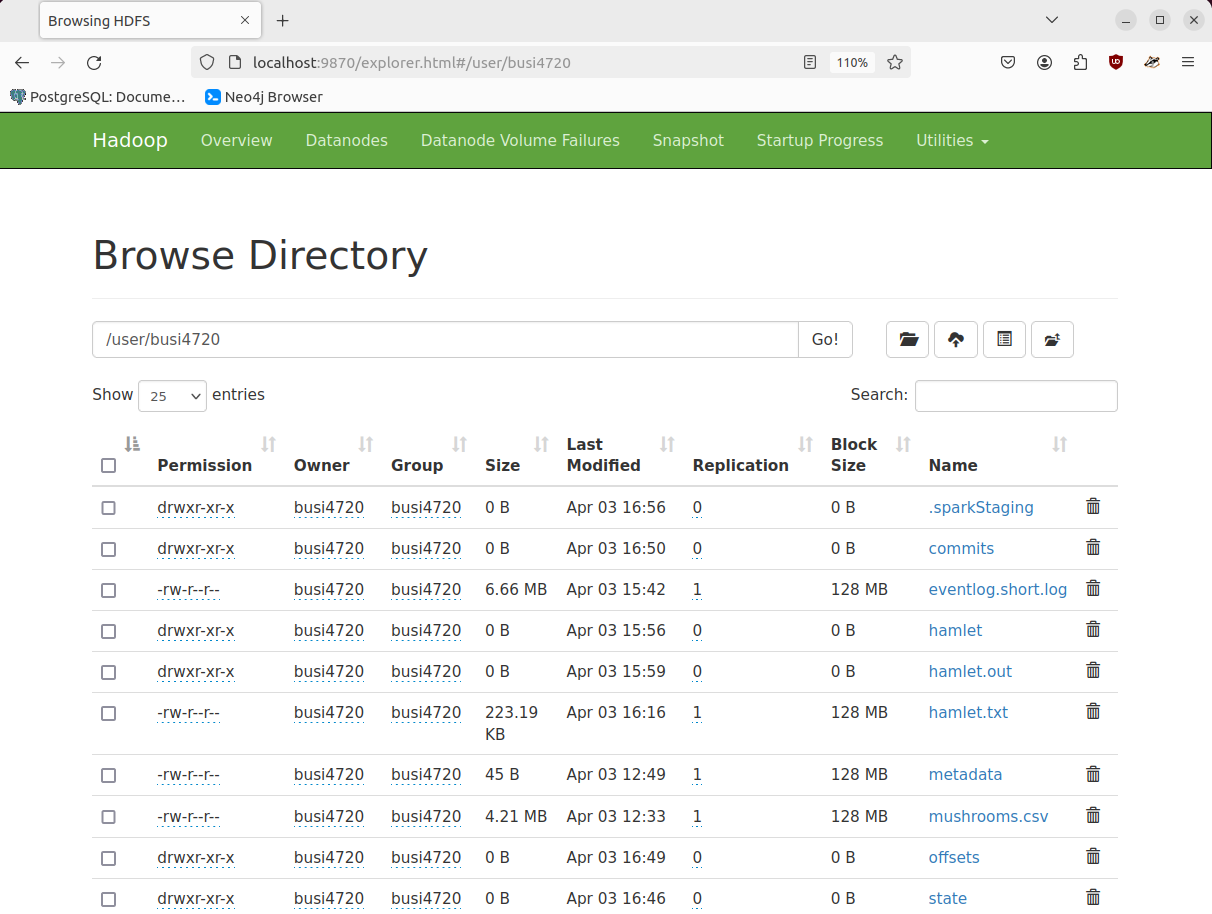 Browsing HDFS
localhost:9870/explorer.html#/user/busi4720 110%
PostgreSQL: Docume… Neo4j Browser
Hadoop Overview Datanodes Datanode Volume Failures Snapshot Startup Progress Utilities
Browse Directory
/user/busi4720 Go!
Show 25 entries Search:
Permission Owner Group Size Last Modified Replication Block Size Name
drwxr-xr-x busi4720 busi4720 0 B Apr 03 16:56 0 0 B .sparkStaging
drwxr-xr-x busi4720 busi4720 0 B Apr 03 16:50 0 0 B commits
-rw-r--r-- busi4720 busi4720 6.66 MB Apr 03 15:42 1 128 MB eventlog.short.log
drwxr-xr-x busi4720 busi4720 0 B Apr 03 15:56 0 0 B hamlet
drwxr-xr-x busi4720 busi4720 0 B Apr 03 15:59 0 0 B hamlet.out
-rw-r--r-- busi4720 busi4720 223.19 KB Apr 03 16:16 1 128 MB hamlet.txt
-rw-r--r-- busi4720 busi4720 45 B Apr 03 12:49 1 128 MB metadata
-rw-r--r-- busi4720 busi4720 4.21 MB Apr 03 12:33 1 128 MB mushrooms.csv
drwxr-xr-x busi4720 busi4720 0 B Apr 03 16:49 0 0 B offsets
drwxr-xr-x busi4720 busi4720 0 B Apr 03 16:46 0 0 B state